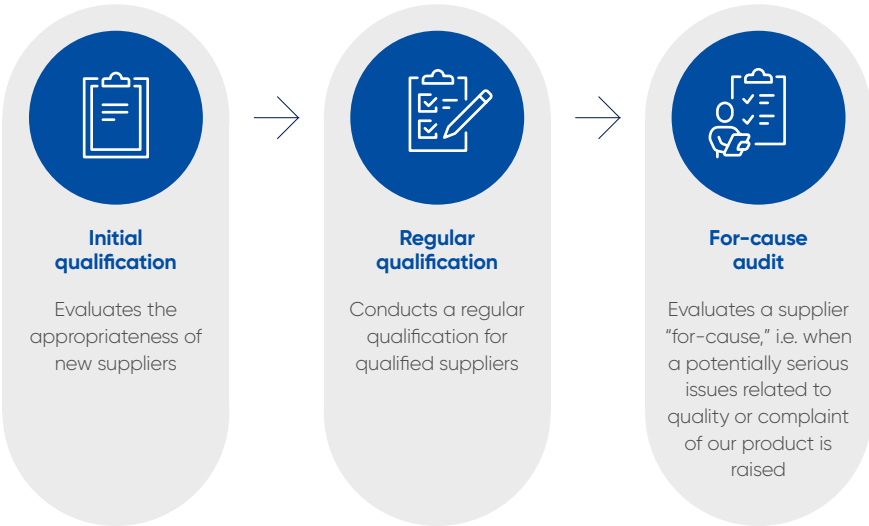 Initial
qualification
Evaluates the
appropriateness of
new suppliers
Regular
qualification
Conducts a regular
qualification for
qualified suppliers
For-cause
audit
Evaluates a supplier
“for-cause,” i.e. when
a potentially serious
issues related to
quality or complaint
of our product is
raised